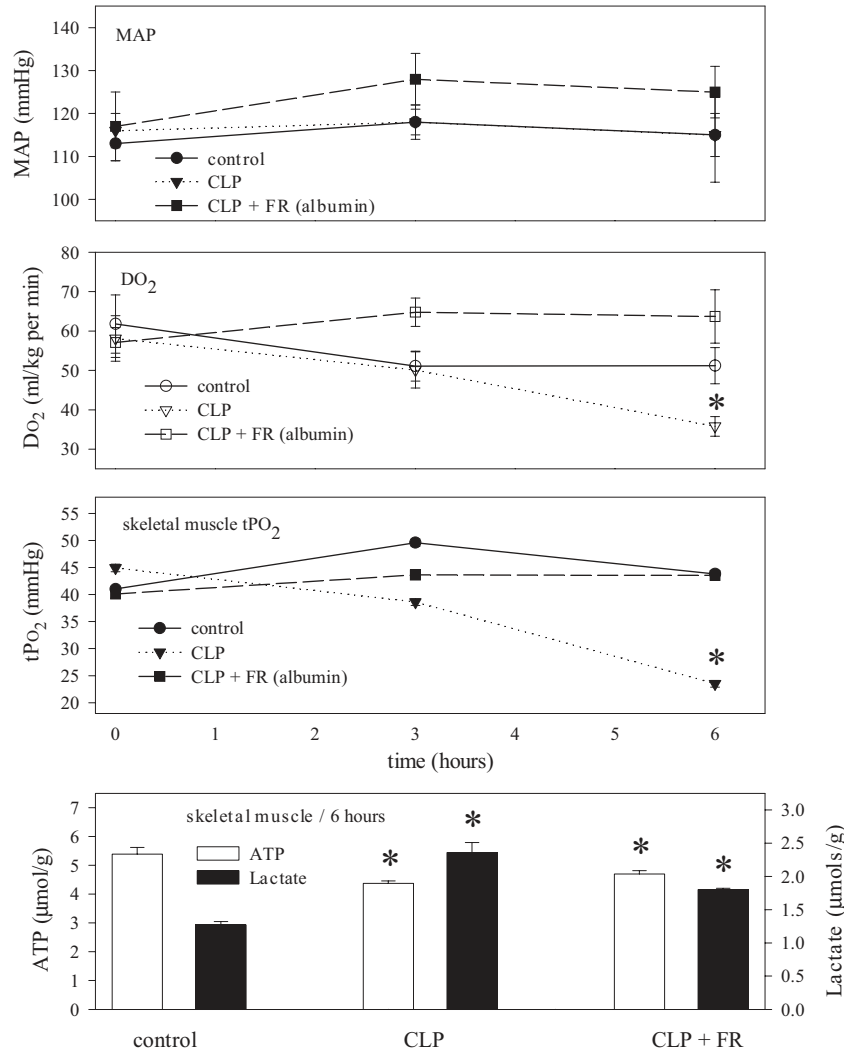 MAP
MAP (mmHg)
130
120
110
100
140
control
CLP
CLP + FR (albumin)
DO2
DO2 (ml/kg per min)
80
70
60
50
40
30
control
CLP
CLP + FR (albumin)
*
skeletal muscle tPO2
tPO2 (mmHg)
55
50
45
40
35
30
25
20
control
CLP
CLP + FR (albumin)
*
0 1 2 3 4 5 6
time (hours)
skeletal muscle / 6 hours
ATP
Lactate
ATP (µmol/g)
7
6
5
4
3
2
1
0
* * * *
3.0
2.5
2.0
1.5
1.0
0.5
0.0
Lactate (µmols/g)
control CLP CLP + FR